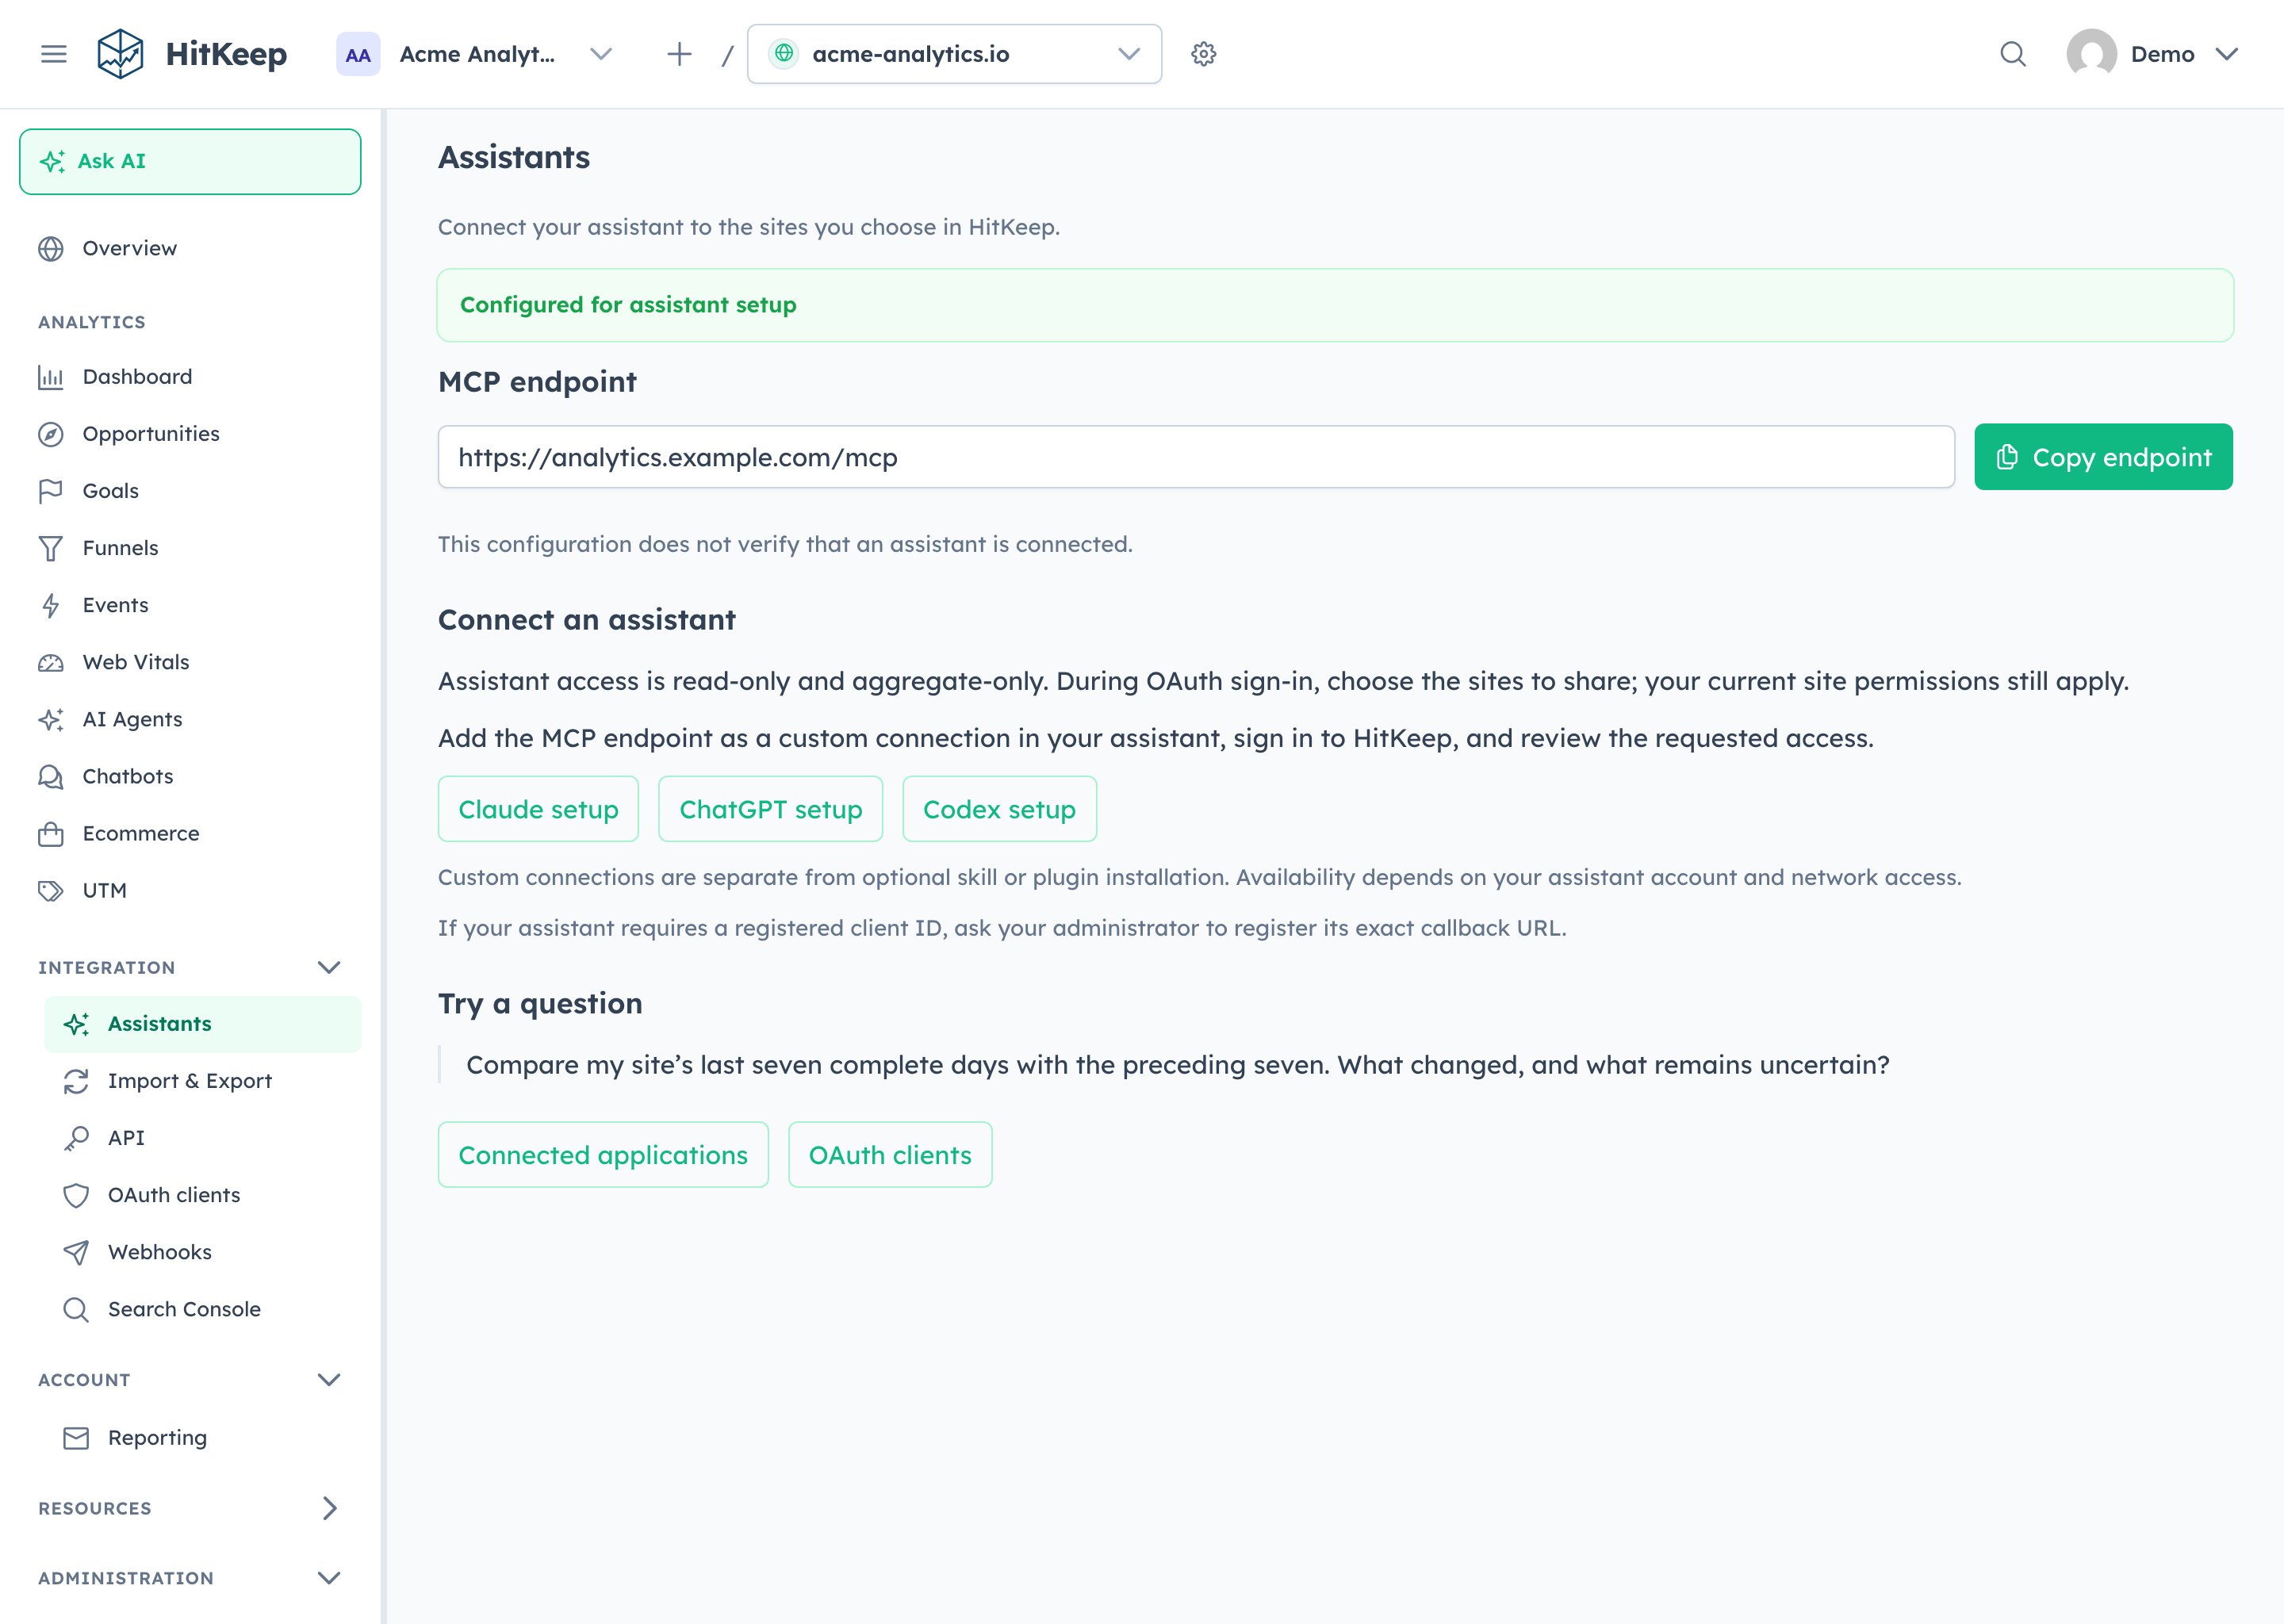 HitKeep
AA
Acme Analyt...
/
acme-analytics.io
Demo
Ask AI
Overview
ANALYTICS
Dashboard
Opportunities
Goals
Funnels
Events
Web Vitals
AI Agents
Chatbots
Ecommerce
UTM
INTEGRATION
Assistants
Import & Export
API
OAuth clients
Webhooks
Search Console
ACCOUNT
Reporting
RESOURCES
ADMINISTRATION
Assistants
Connect your assistant to the sites you choose in HitKeep.
Configured for assistant setup
MCP endpoint
https://analytics.example.com/mcp
Copy endpoint
This configuration does not verify that an assistant is connected.
Connect an assistant
Assistant access is read-only and aggregate-only. During OAuth sign-in, choose the sites to share; your current site permissions still apply.
Add the MCP endpoint as a custom connection in your assistant, sign in to HitKeep, and review the requested access.
Claude setup
ChatGPT setup
Codex setup
Custom connections are separate from optional skill or plugin installation. Availability depends on your assistant account and network access.
If your assistant requires a registered client ID, ask your administrator to register its exact callback URL.
Try a question
Compare my site’s last seven complete days with the preceding seven. What changed, and what remains uncertain?
Connected applications
OAuth clients